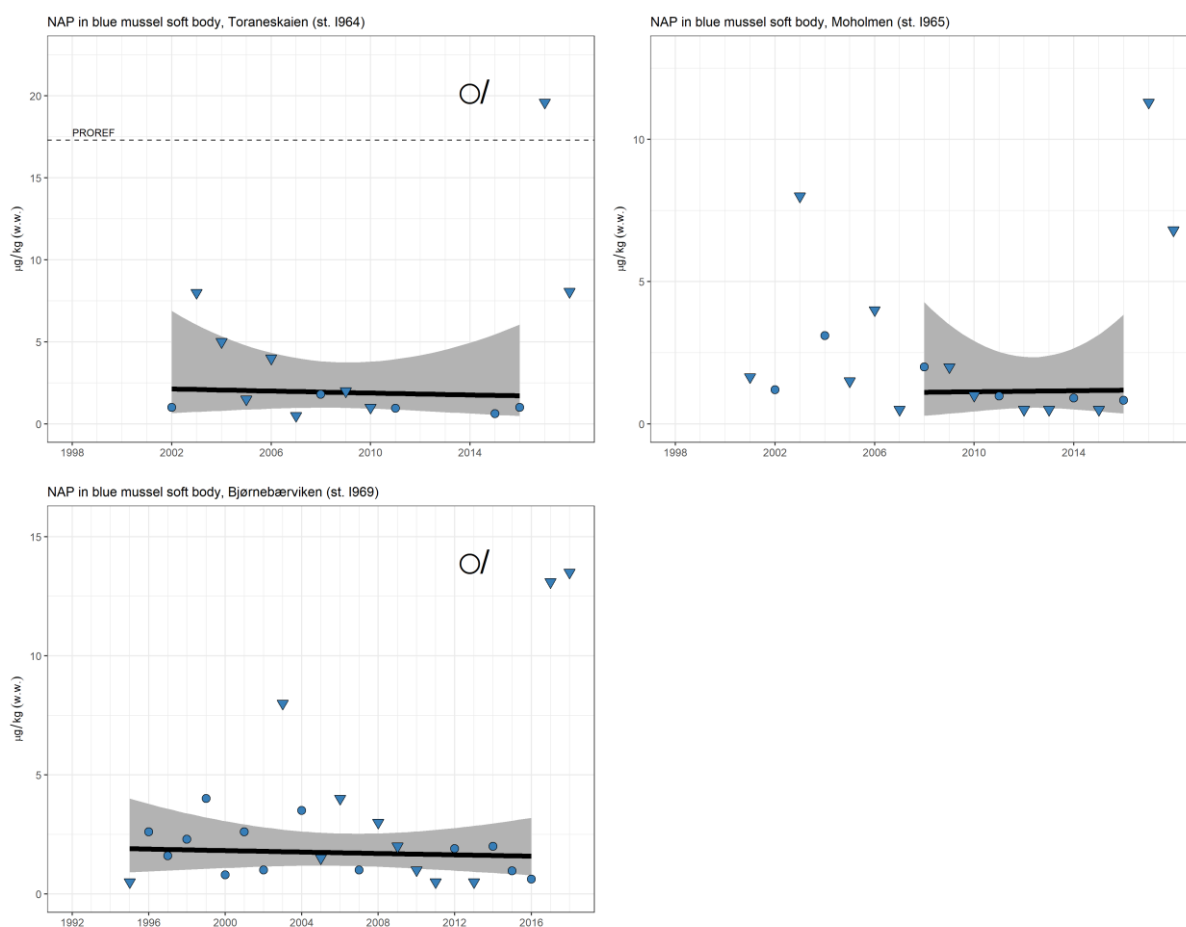 NAP in blue mussel soft body, Toraneskaien (st. I964)
20
15
10
5
0
µg/kg (w.w.)
PROREF
○/
1998 2002 2006 2010 2014
NAP in blue mussel soft body, Moholmen (st. I965)
10
5
0
µg/kg (w.w.)
1998 2002 2006 2010 2014
NAP in blue mussel soft body, Bjørnebærviken (st. I969)
15
10
5
0
µg/kg (w.w.)
○/
1992 1996 2000 2004 2008 2012 2016